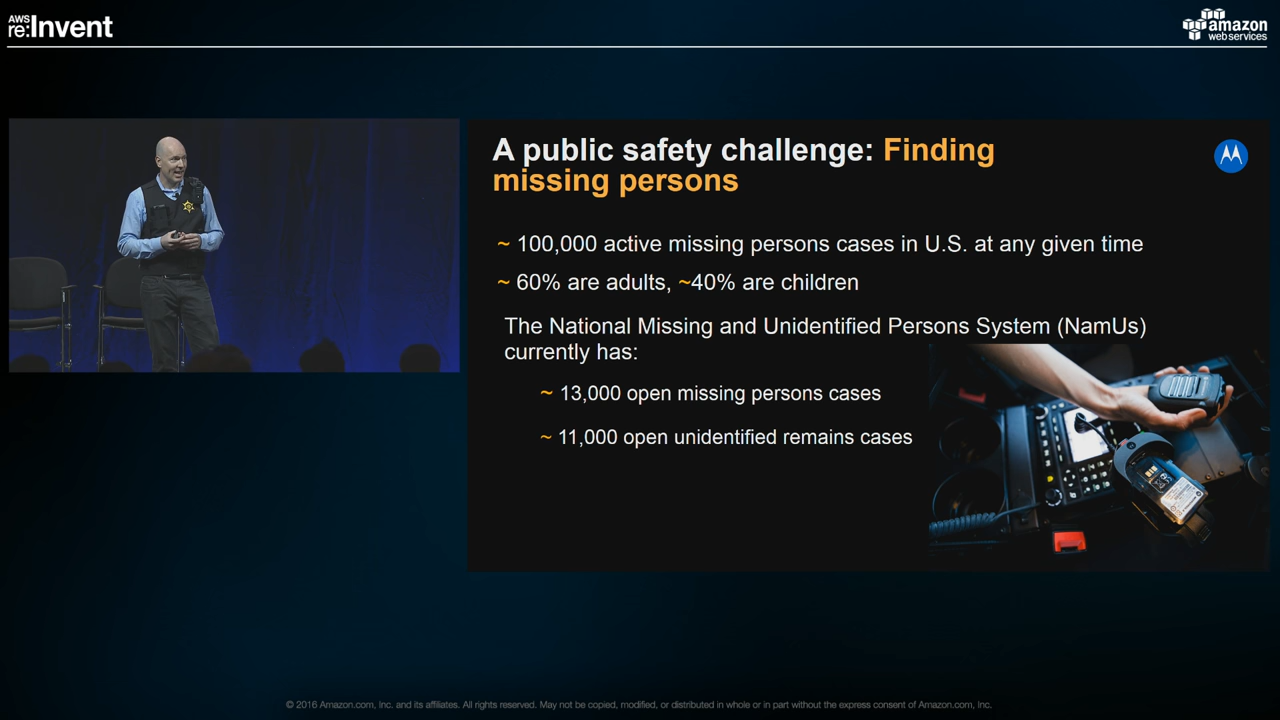 AWS
re:Invent
amazon
web services
A public safety challenge: Finding
missing persons
~ 100,000 active missing persons cases in U.S. at any given time
~ 60% are adults, ~40% are children
The National Missing and Unidentified Persons System (NamUs)
currently has:
~ 13,000 open missing persons cases
~ 11,000 open unidentified remains cases
© 2016 Amazon.com, Inc. and its affiliates. All rights reserved. May not be copied, modified, or distributed in whole or in part without the express consent of Amazon.com, Inc.